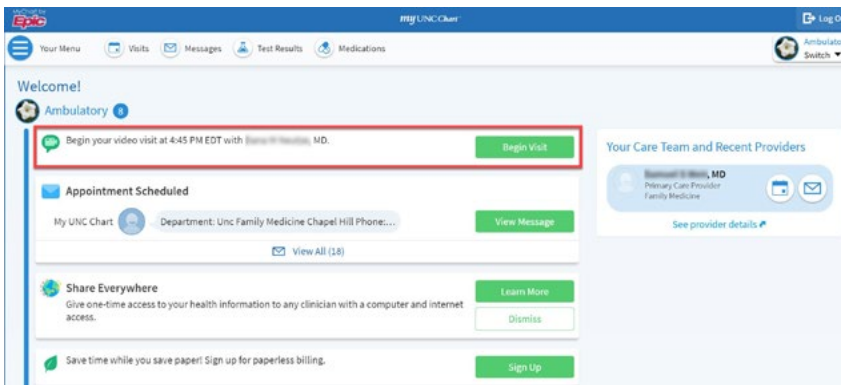 MyChart by
Epic
my UNC Chart
Log O
Your Menu
Visits
Messages
Test Results
Medications
Ambulato
Switch
Welcome!
Ambulatory 8
Begin your video visit at 4:45 PM EDT with , MD.
Begin Visit
Appointment Scheduled
My UNC Chart
Department: Unc Family Medicine Chapel Hill Phone:...
View Message
View All (18)
Share Everywhere
Give one-time access to your health information to any clinician with a computer and internet
access.
Learn More
Dismiss
Save time while you save paper! Sign up for paperless billing.
Sign Up
Your Care Team and Recent Providers
, MD
Primary Care Provider
Family Medicine
See provider details